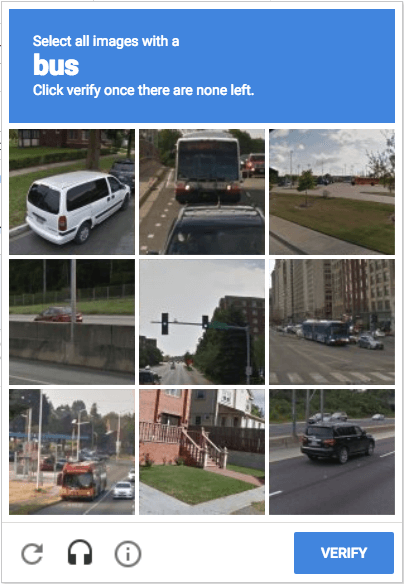 Select all images with a
bus
Click verify once there are none left.
VERIFY